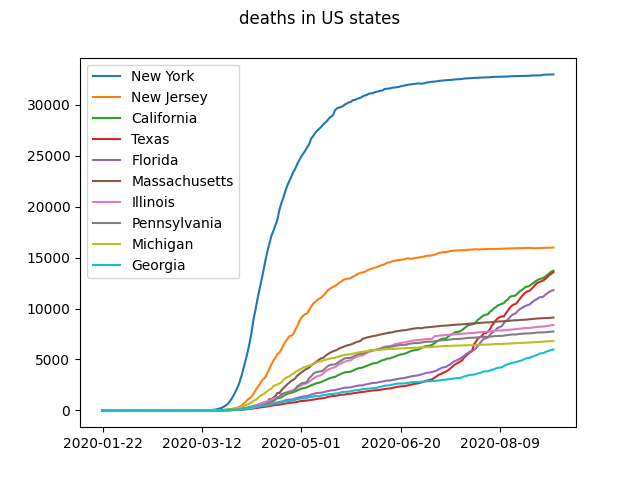 deaths in US states
New York
New Jersey
California
Texas
Florida
Massachusetts
Illinois
Pennsylvania
Michigan
Georgia
30000
25000
20000
15000
10000
5000
0
2020-01-22 2020-03-12 2020-05-01 2020-06-20 2020-08-09